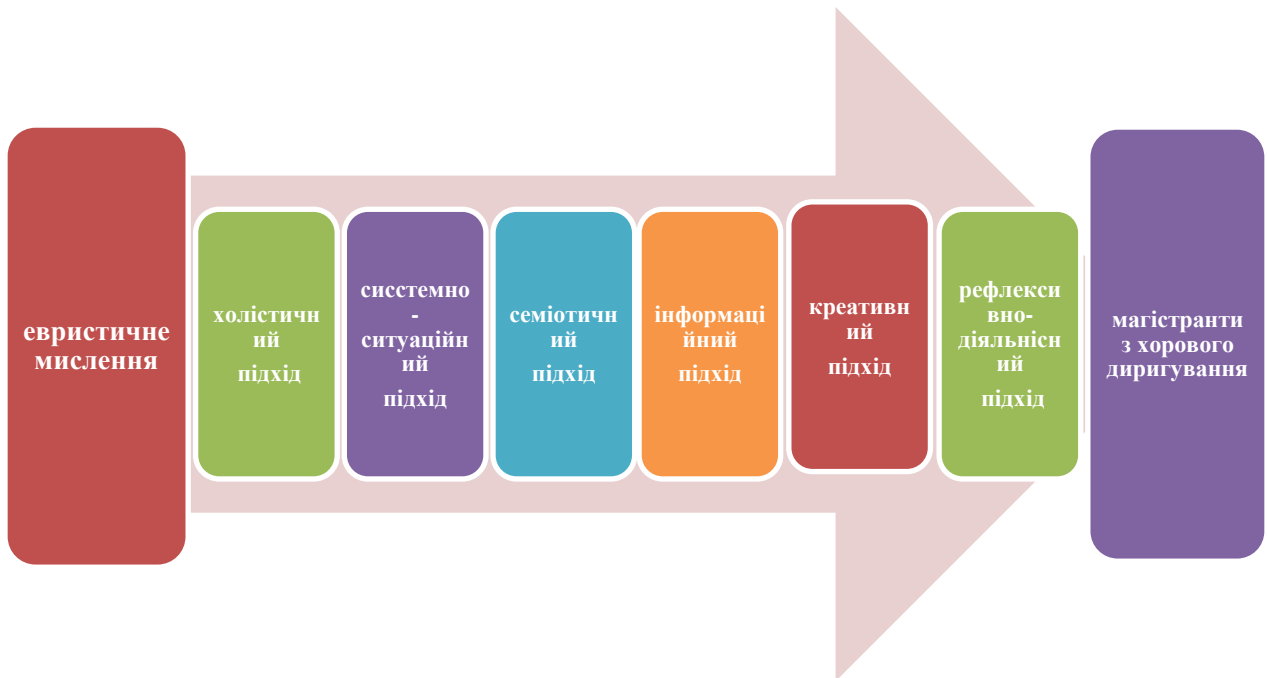 евристичне
мислення
холістичн
ий
підхід
сисстемно
-
ситуаційн
ий
підхід
семіотичн
ий
підхід
інформаці
йний
підхід
креативн
ий
підхід
рефлекси
вно-
діяльнісн
ий
підхід
магістранти
з хорового
диригування